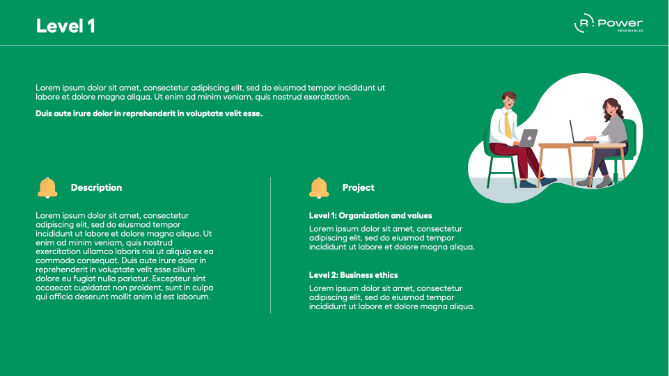 Level 1
R Power
RENEWABLES
Lorem ipsum dolor sit amet, consectetur adipiscing elit, sed do eiusmod tempor incididunt ut
labore et dolore magna aliqua. Ut enim ad minim veniam, quis nostrud exercitation.
Duis aute irure dolor in reprehenderit in voluptate velit esse.
Description
Lorem ipsum dolor sit amet, consectetur
adipiscing elit, sed do eiusmod tempor
incididunt ut labore et dolore magna aliqua. Ut
enim ad minim veniam, quis nostrud
exercitation ullamco laboris nisi ut aliquip ex ea
commodo consequat. Duis aute irure dolor in
reprehenderit in voluptate velit esse cillum
dolore eu fugiat nulla pariatur. Excepteur sint
occaecat cupidatat non proident, sunt in culpa
qui officia deserunt mollit anim id est laborum.
Project
Level 1: Organization and values
Lorem ipsum dolor sit amet, consectetur
adipiscing elit, sed do eiusmod tempor
incididunt ut labore et dolore magna aliqua.
Level 2: Business ethics
Lorem ipsum dolor sit amet, consectetur
adipiscing elit, sed do eiusmod tempor
incididunt ut labore et dolore magna aliqua.